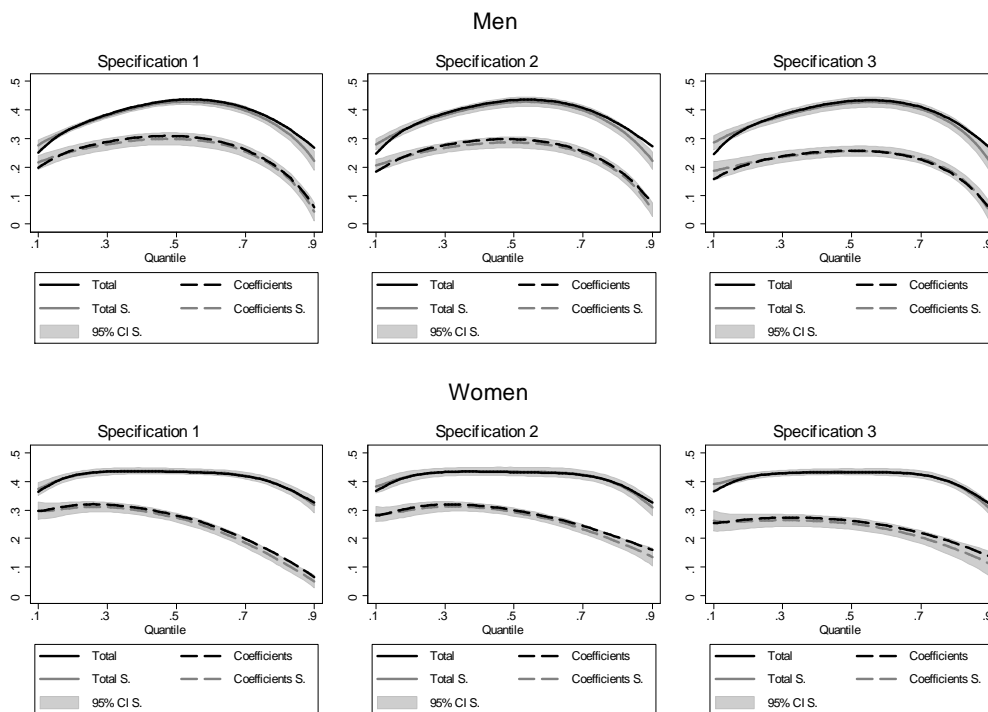 Men
Specification 1
Specification 2
Specification 3
.5
.4
.3
.2
.1
0
.5
.4
.3
.2
.1
0
.5
.4
.3
.2
.1
0
.1 .3 .5 .7 .9
.1 .3 .5 .7 .9
.1 .3 .5 .7 .9
Quantile
Quantile
Quantile
Total Coefficients
Total S. Coefficients S.
95% CI S.
Total Coefficients
Total S. Coefficients S.
95% CI S.
Total Coefficients
Total S. Coefficients S.
95% CI S.
Women
Specification 1
Specification 2
Specification 3
.5
.4
.3
.2
.1
0
.5
.4
.3
.2
.1
0
.5
.4
.3
.2
.1
0
.1 .3 .5 .7 .9
.1 .3 .5 .7 .9
.1 .3 .5 .7 .9
Quantile
Quantile
Quantile
Total Coefficients
Total S. Coefficients S.
95% CI S.
Total Coefficients
Total S. Coefficients S.
95% CI S.
Total Coefficients
Total S. Coefficients S.
95% CI S.